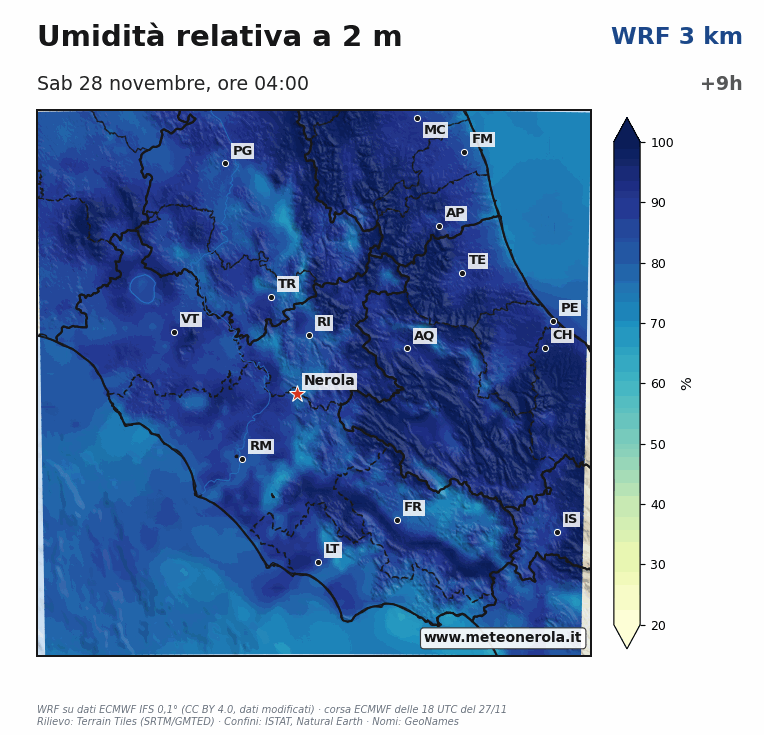 Umidità relativa a 2 m
WRF 3 km
Sab 28 novembre, ore 04:00
+9h
MC
FM
PG
AP
TE
TR
PE
VT
RI
AQ
CH
Nerola
RM
FR
IS
LT
www.meteonerola.it
100
90
80
70
60
50
40
30
20
%
WRF su dati ECMWF IFS 0,1° (CC BY 4.0, dati modificati) · corsa ECMWF delle 18 UTC del 27/11
Rilievo: Terrain Tiles (SRTM/GMTED) · Confini: ISTAT, Natural Earth · Nomi: GeoNames